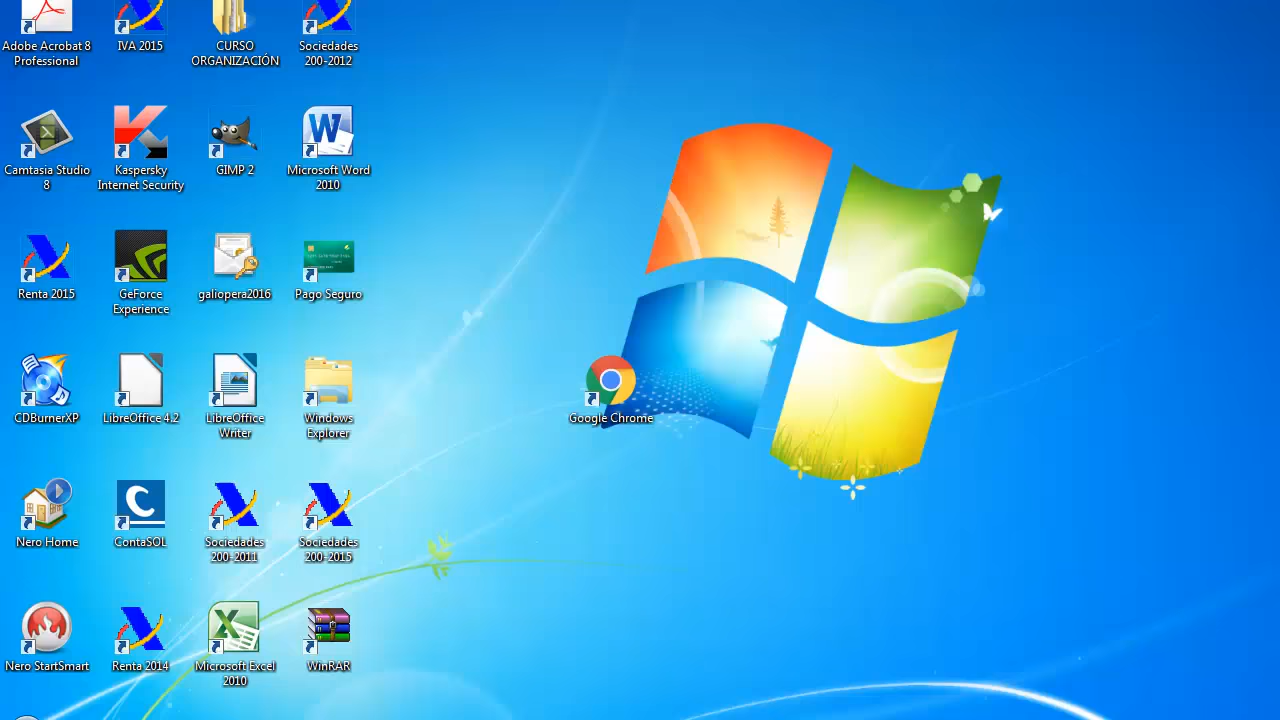 Adobe Acrobat 8
Professional
IVA 2015
CURSO
ORGANIZACIÓN
Sociedades
200-2012
Camtasia Studio
8
Kaspersky
Internet Security
GIMP 2
Microsoft Word
2010
Renta 2015
GeForce
Experience
galiopera2016
Pago Seguro
CDBurnerXP
LibreOffice 4.2
LibreOffice
Writer
Windows
Explorer
Google Chrome
Nero Home
ContaSOL
Sociedades
200-2011
Sociedades
200-2015
Nero StartSmart
Renta 2014
Microsoft Excel
2010
WinRAR